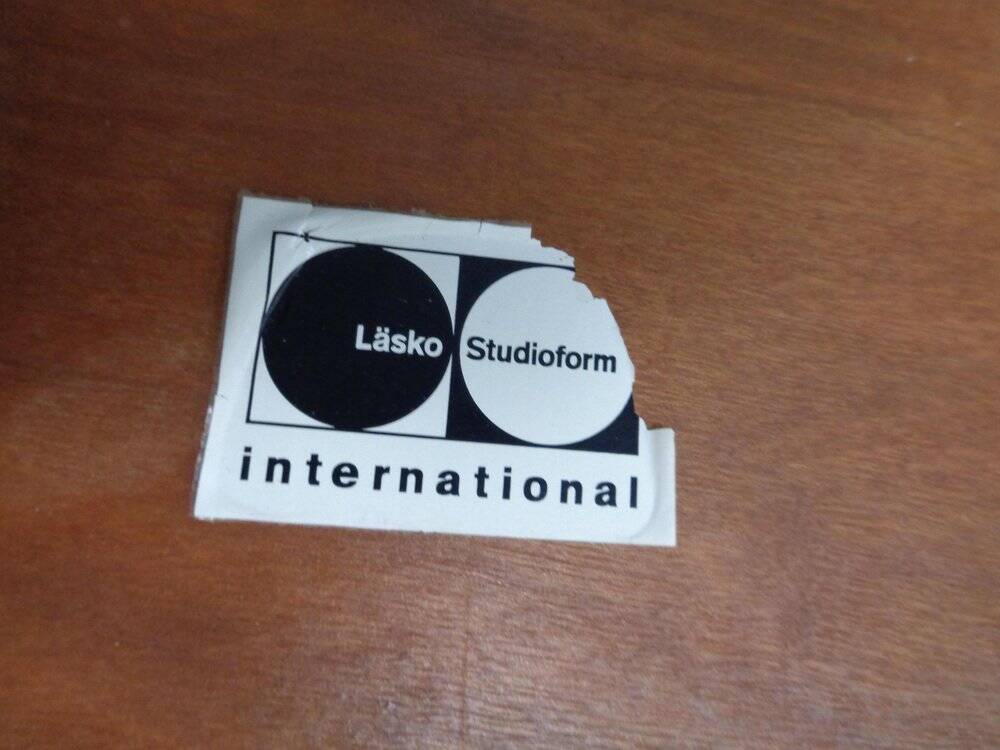 Läsko Studioform
international